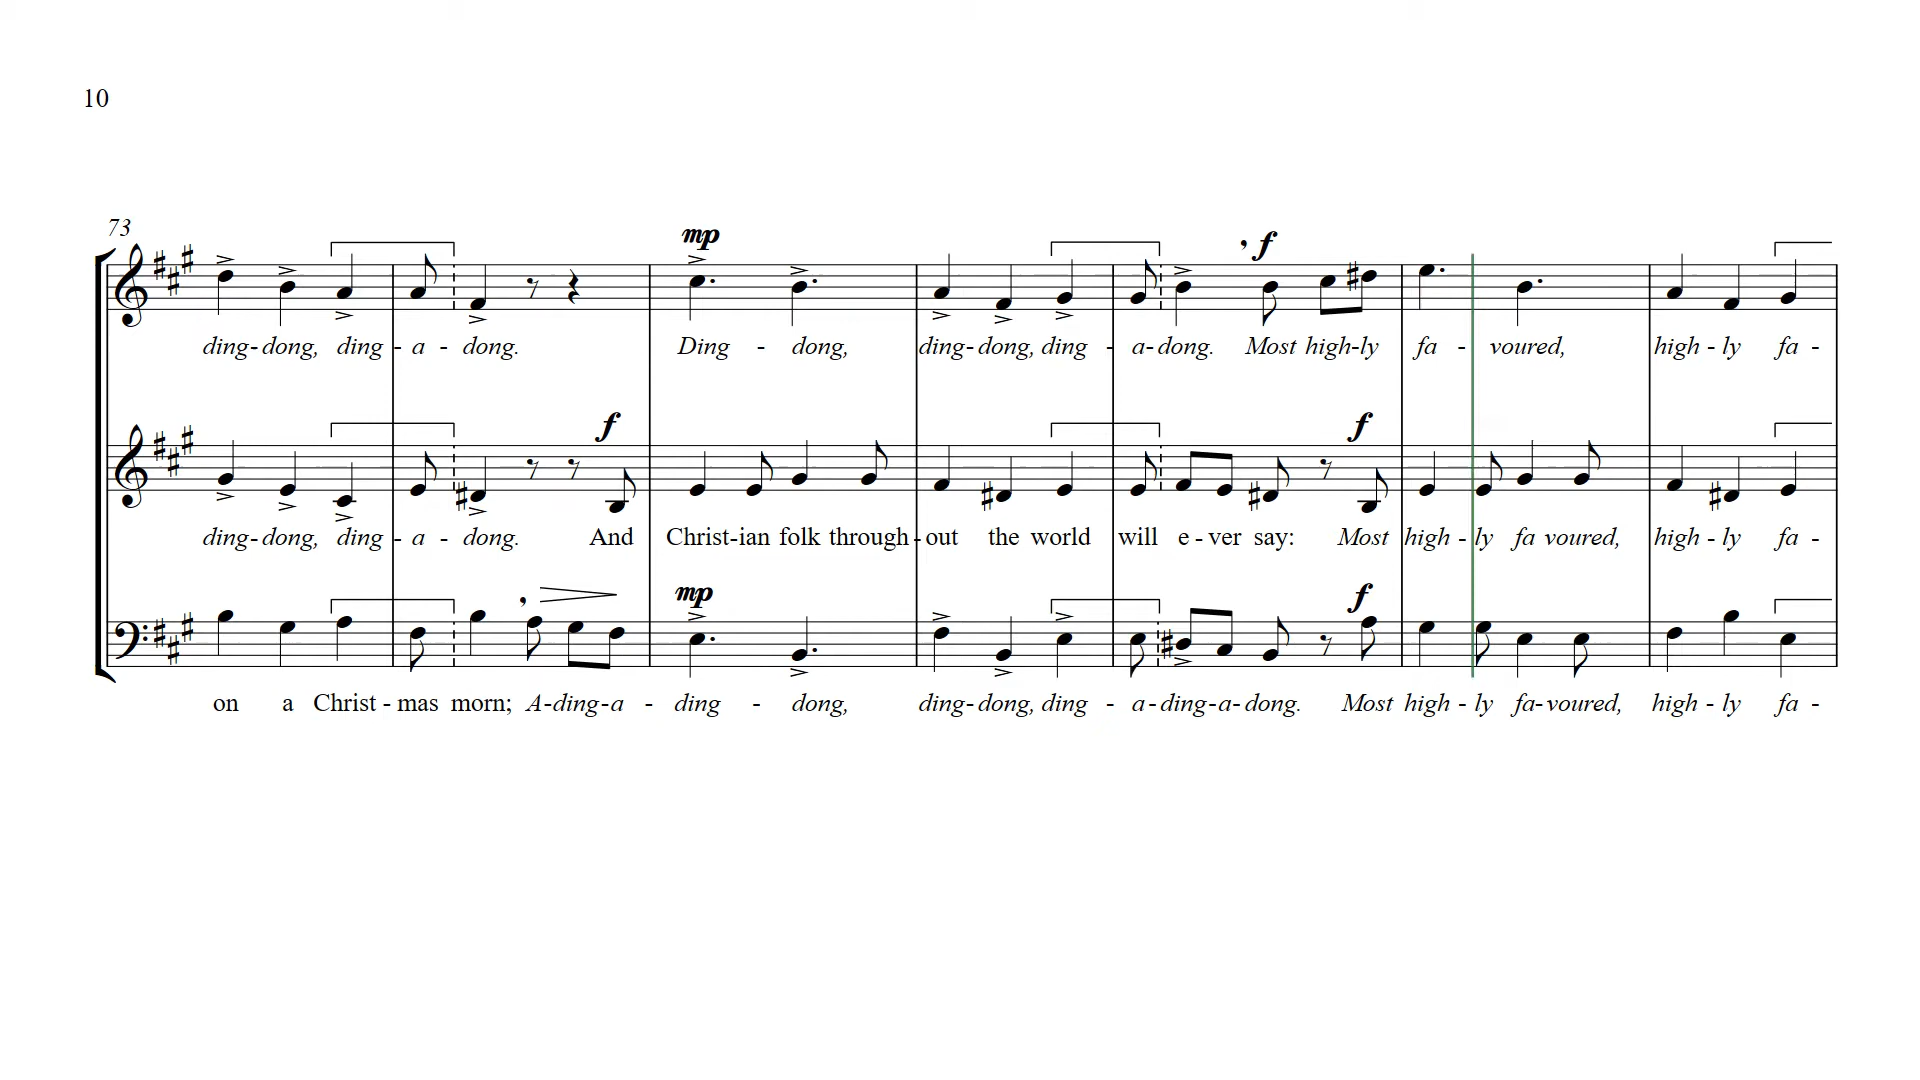 10
73
mp f
ding-dong, ding - a - dong. Ding - dong, ding-dong, ding - a-dong. Most high-ly fa - voured, high - ly fa -
f f
ding-dong, ding - a - dong. And Christ-ian folk through-out the world will e-ver say: Most high - ly fa voured, high - ly fa -
mp f
on a Christ - mas morn; A-ding-a - ding - dong, ding-dong, ding - a-ding-a-dong. Most high - ly fa-voured, high - ly fa -